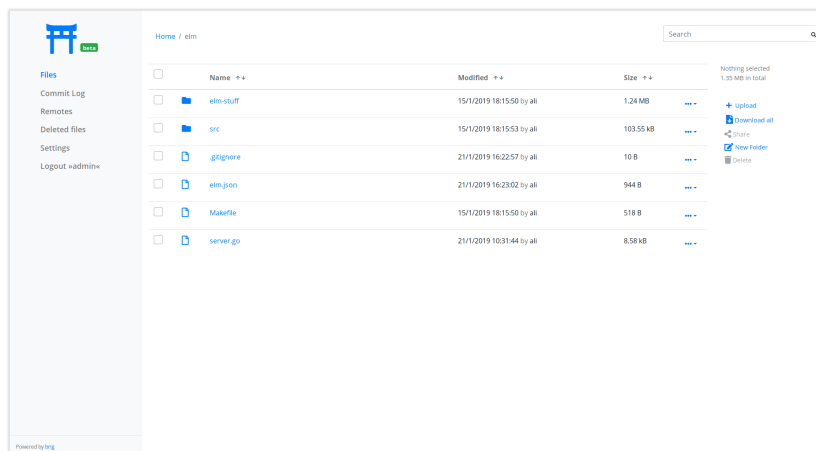 beta
Home / elm
Search
Files
Commit Log
Remotes
Deleted files
Settings
Logout »admin«
Name Modified Size
elm-stuff 15/1/2019 18:15:50 by ali 1.24 MB
src 15/1/2019 18:15:53 by ali 103.55 kB
.gitignore 21/1/2019 16:22:57 by ali 10 B
elm.json 21/1/2019 16:23:02 by ali 944 B
Makefile 15/1/2019 18:15:50 by ali 518 B
server.go 21/1/2019 10:31:44 by ali 8.58 kB
Nothing selected
1.35 MB in total
Upload
Download all
Share
New Folder
Delete
Powered by brig